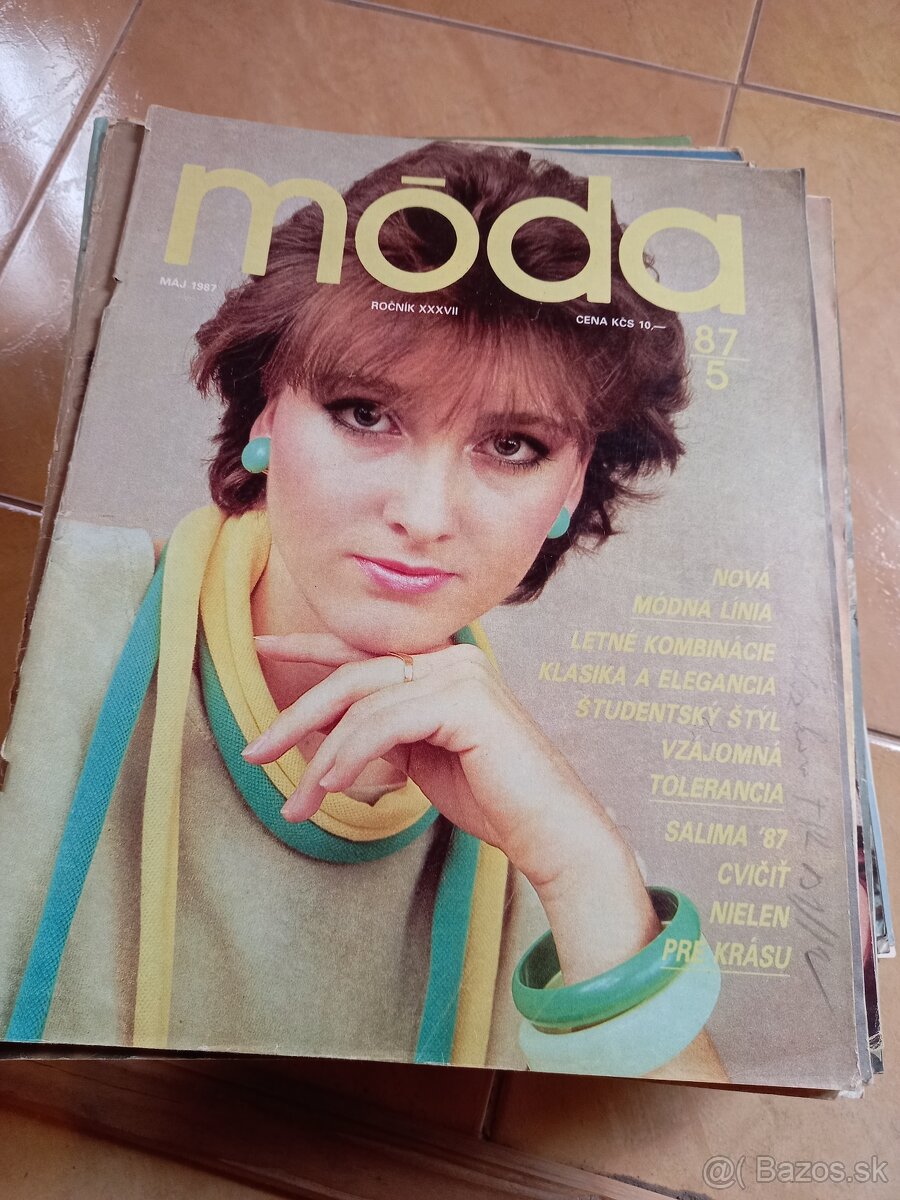 móda
MÁJ 1987
ROČNÍK XXXVII
CENA KČS 10,—
87
5
NOVÁ
MÓDNA LÍNIA
LETNÉ KOMBINÁCIE
KLASIKA A ELEGANCIA
ŠTUDENTSKÝ ŠTÝL
VZÁJOMNÁ
TOLERANCIA
SALIMA '87
CVIČIŤ
NIELEN
PRE KRÁSU
@( Bazos.sk